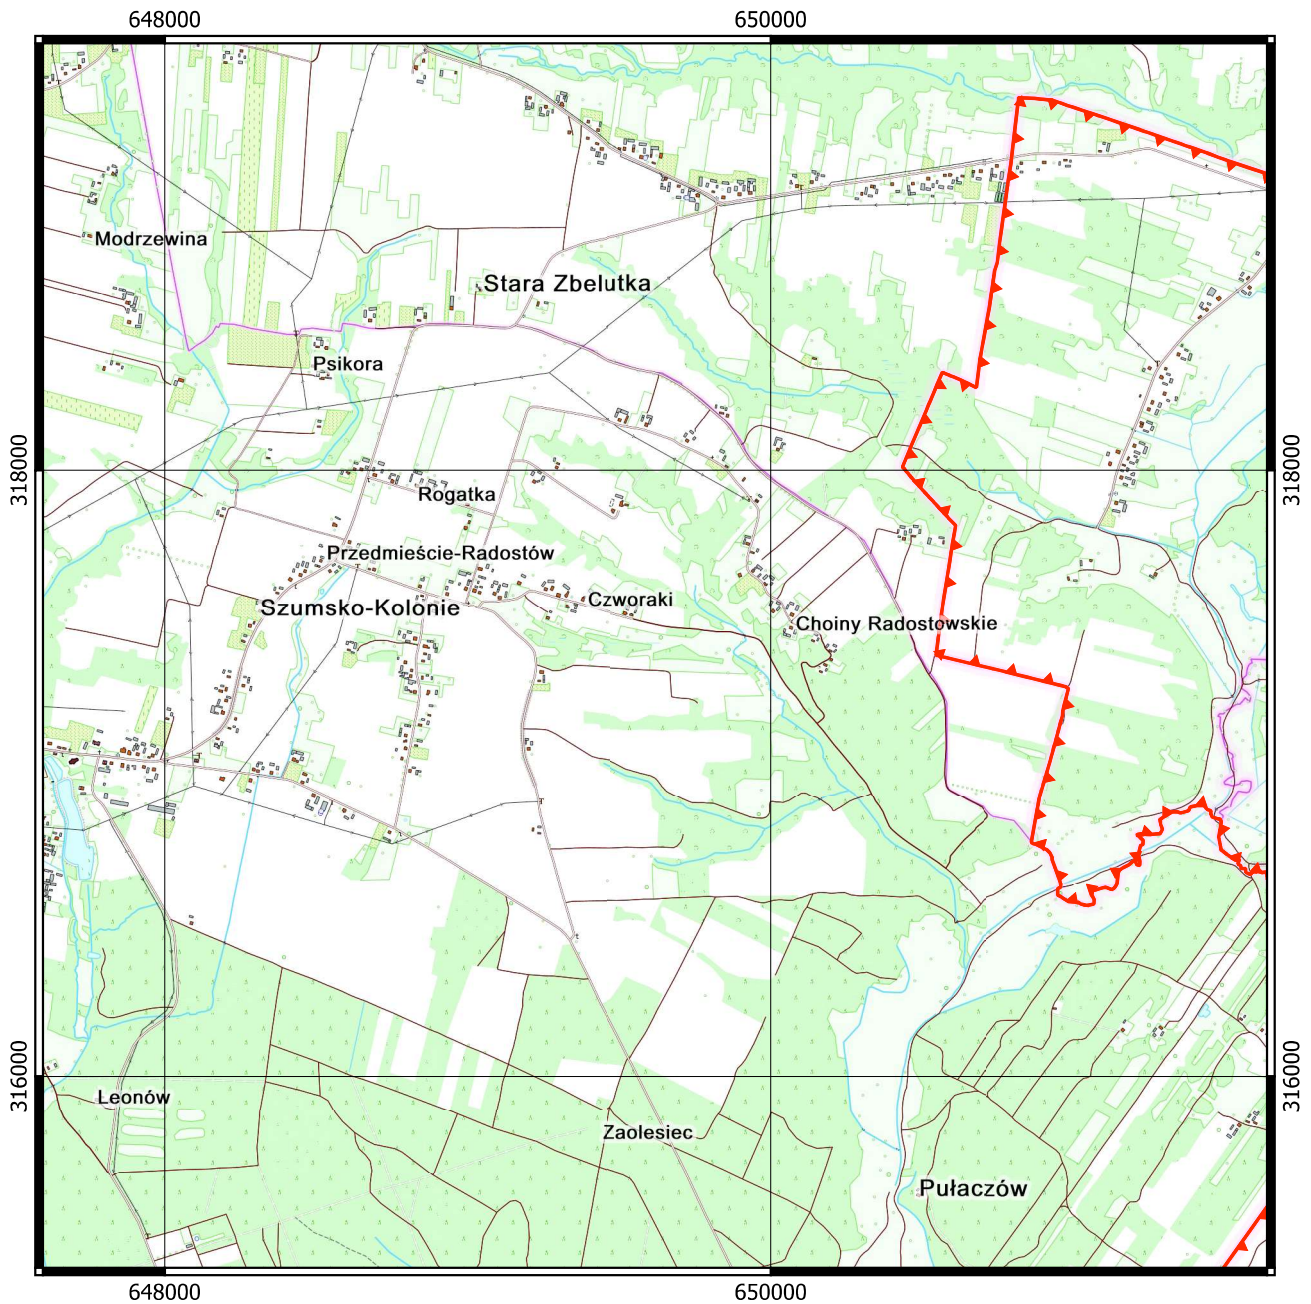 648000 650000
Modrzewina
Stara Zbelutka
Psikora
318000 318000
Rogatka
Przedmieście-Radostów
Czworaki
Szumsko-Kolonie
Choiny Radostowskie
316000 316000
Leonów
Zaolesiec
Pułaczów
648000 650000